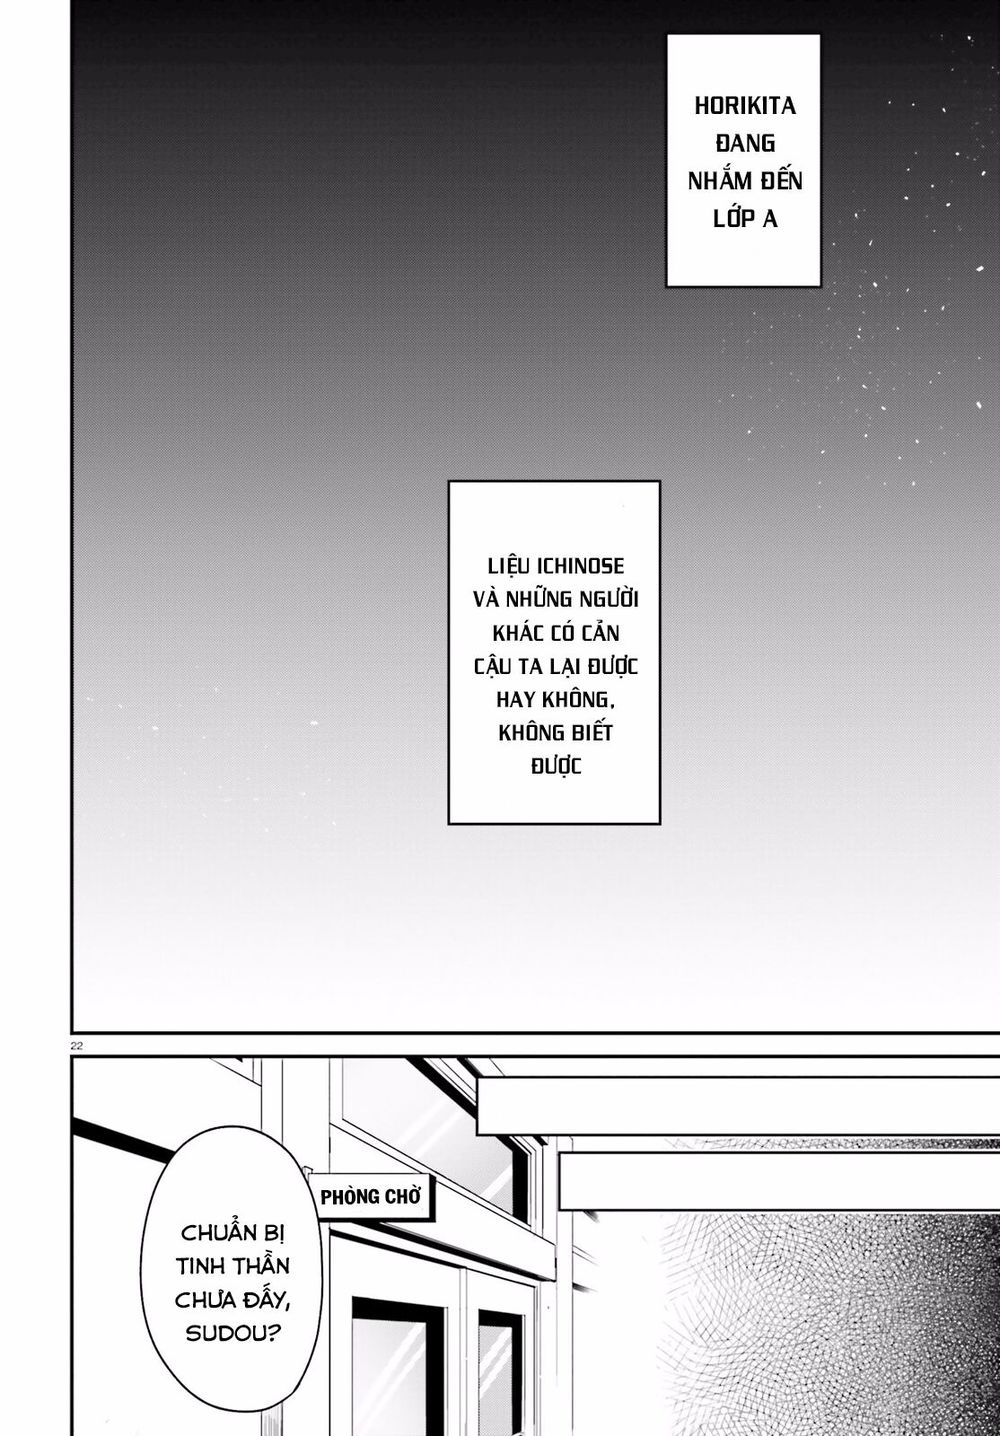 HORIKITA
ĐANG
NHẮM ĐẾN
LỚP A
LIỆU ICHINOSE
VÀ NHỮNG NGƯỜI
KHÁC CÓ CẢN
CẬU TA LẠI ĐƯỢC
HAY KHÔNG,
KHÔNG BIẾT
ĐƯỢC
22
PHÒNG CHỜ
CHUẨN BỊ
TINH THẦN
CHƯA ĐẤY,
SUDOU?